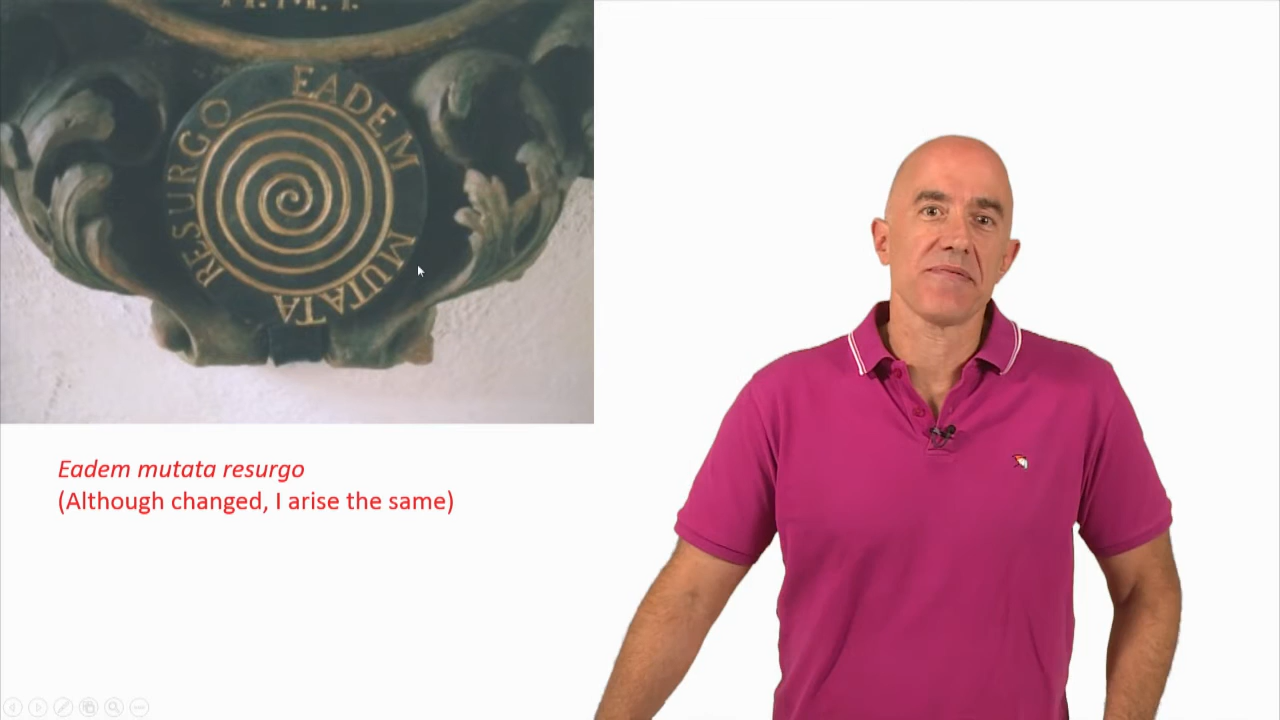 EADEM MUTATA RESURGO
Eadem mutata resurgo
(Although changed, I arise the same)